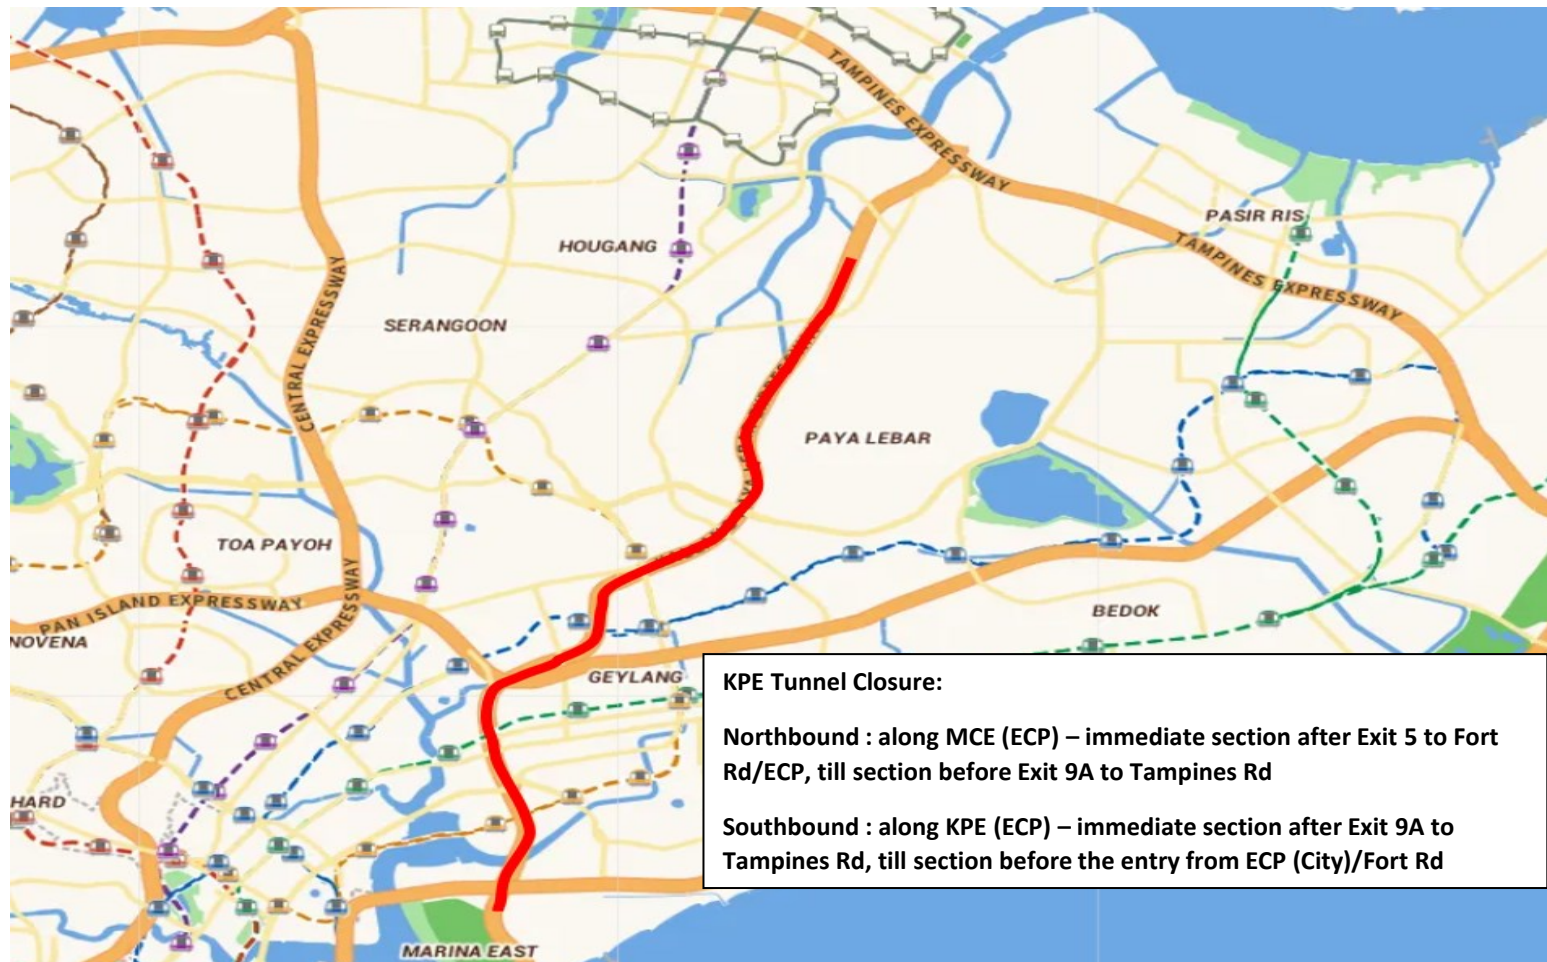 TAMPINES EXPRESSWAY
PASIR RIS
HOUGANG
TAMPINES EXPRESSWAY
CENTRAL EXPRESSWAY
SERANGOON
PAYA LEBAR
TOA PAYOH
PAN ISLAND EXPRESSWAY
CENTRAL EXPRESSWAY
NOVENA
BEDOK
GEYLANG
KPE Tunnel Closure:
Northbound : along MCE (ECP) – immediate section after Exit 5 to Fort
Rd/ECP, till section before Exit 9A to Tampines Rd
Southbound : along KPE (ECP) – immediate section after Exit 9A to
Tampines Rd, till section before the entry from ECP (City)/Fort Rd
HARD
MARINA EAST